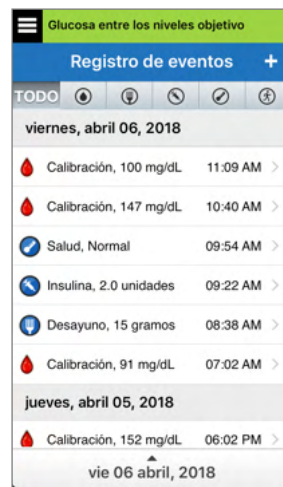 Glucosa entre los niveles objetivo
Registro de eventos +
TODO
viernes, abril 06, 2018
Calibración, 100 mg/dL 11:09 AM
Calibración, 147 mg/dL 10:40 AM
Salud, Normal 09:54 AM
Insulina, 2.0 unidades 09:22 AM
Desayuno, 15 gramos 08:38 AM
Calibración, 91 mg/dL 07:02 AM
jueves, abril 05, 2018
Calibración, 152 mg/dL 06:02 PM
vie 06 abril, 2018